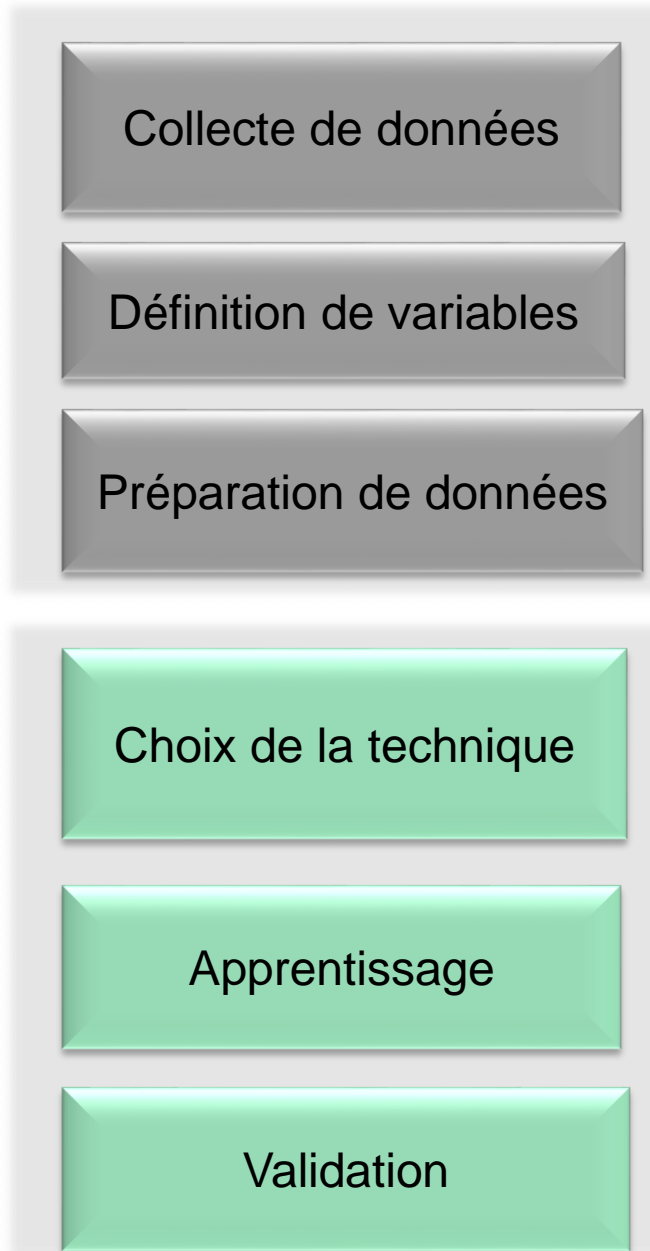 Collecte de données
Définition de variables
Préparation de données
Choix de la technique
Apprentissage
Validation